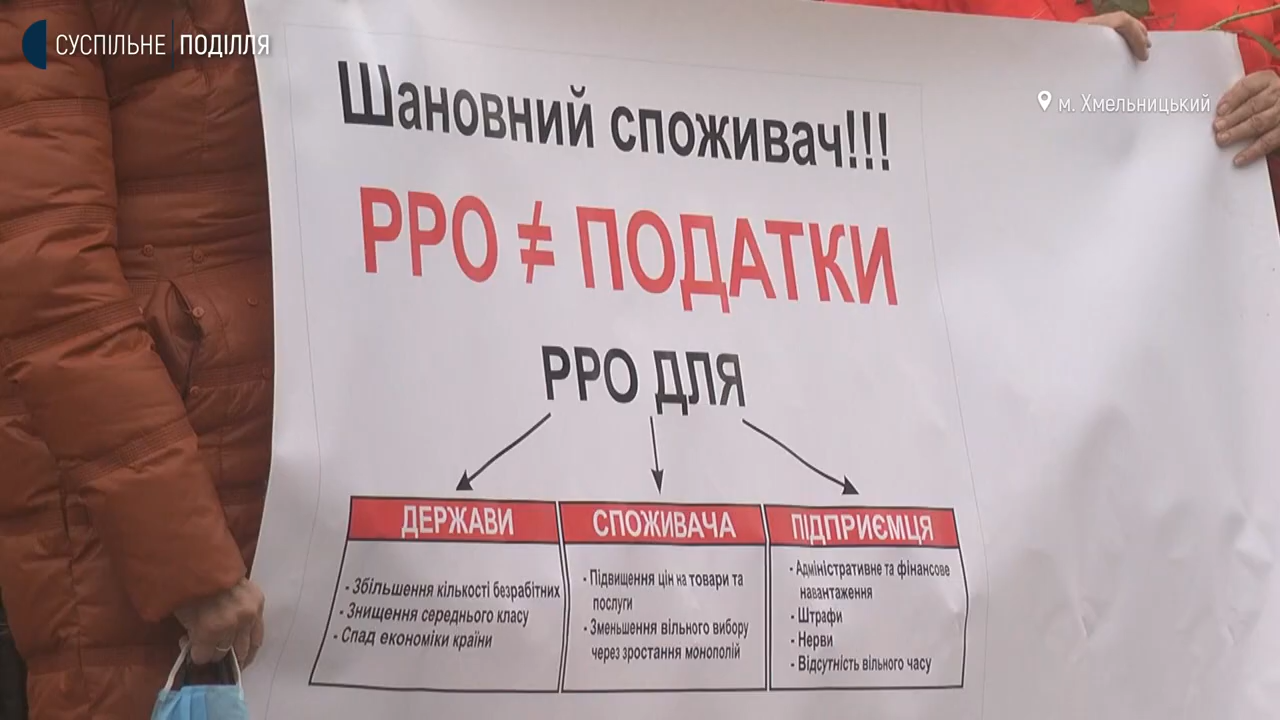 СУСПІЛЬНЕ | ПОДІЛЛЯ
м. Хмельницький
Шановний споживач!!!
РРО ≠ ПОДАТКИ
РРО ДЛЯ
ДЕРЖАВИ
- Збільшення кількості безрабітних
- Знищення середнього класу
- Спад економіки країни
СПОЖИВАЧА
- Підвищення цін на товари та
послуги
- Зменьшення вільного вибору
через зростання монополій
ПІДПРИЄМЦЯ
- Адміністративне та фінансове
навантаження
- Штрафи
- Нерви
- Відсутність вільного часу